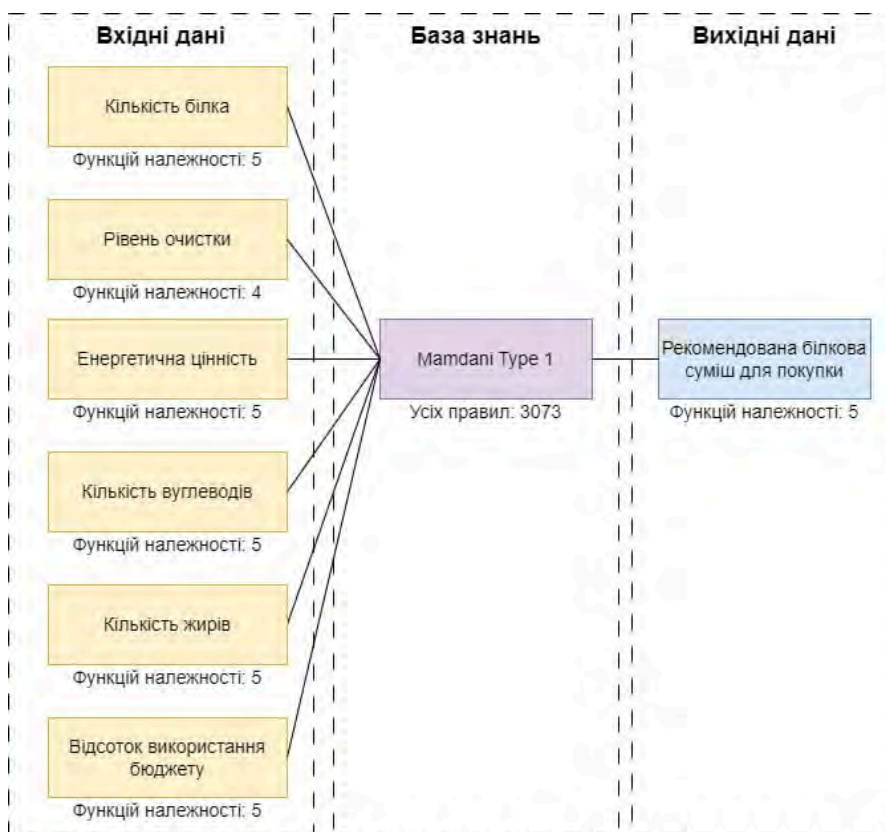 Вхідні дані
Кількість білка
Функцій належності: 5
Рівень очистки
Функцій належності: 4
Енергетична цінність
Функцій належності: 5
Кількість вуглеводів
Функцій належності: 5
Кількість жирів
Функцій належності: 5
Відсоток використання
бюджету
Функцій належності: 5
База знань
Mamdani Type 1
Усіх правил: 3073
Вихідні дані
Рекомендована білкова
суміш для покупки
Функцій належності: 5